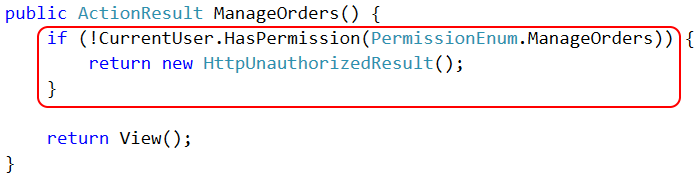 public ActionResult ManageOrders() {
    if (!CurrentUser.HasPermission(PermissionEnum.ManageOrders)) {
        return new HttpUnauthorizedResult();
    }
    return View();
}